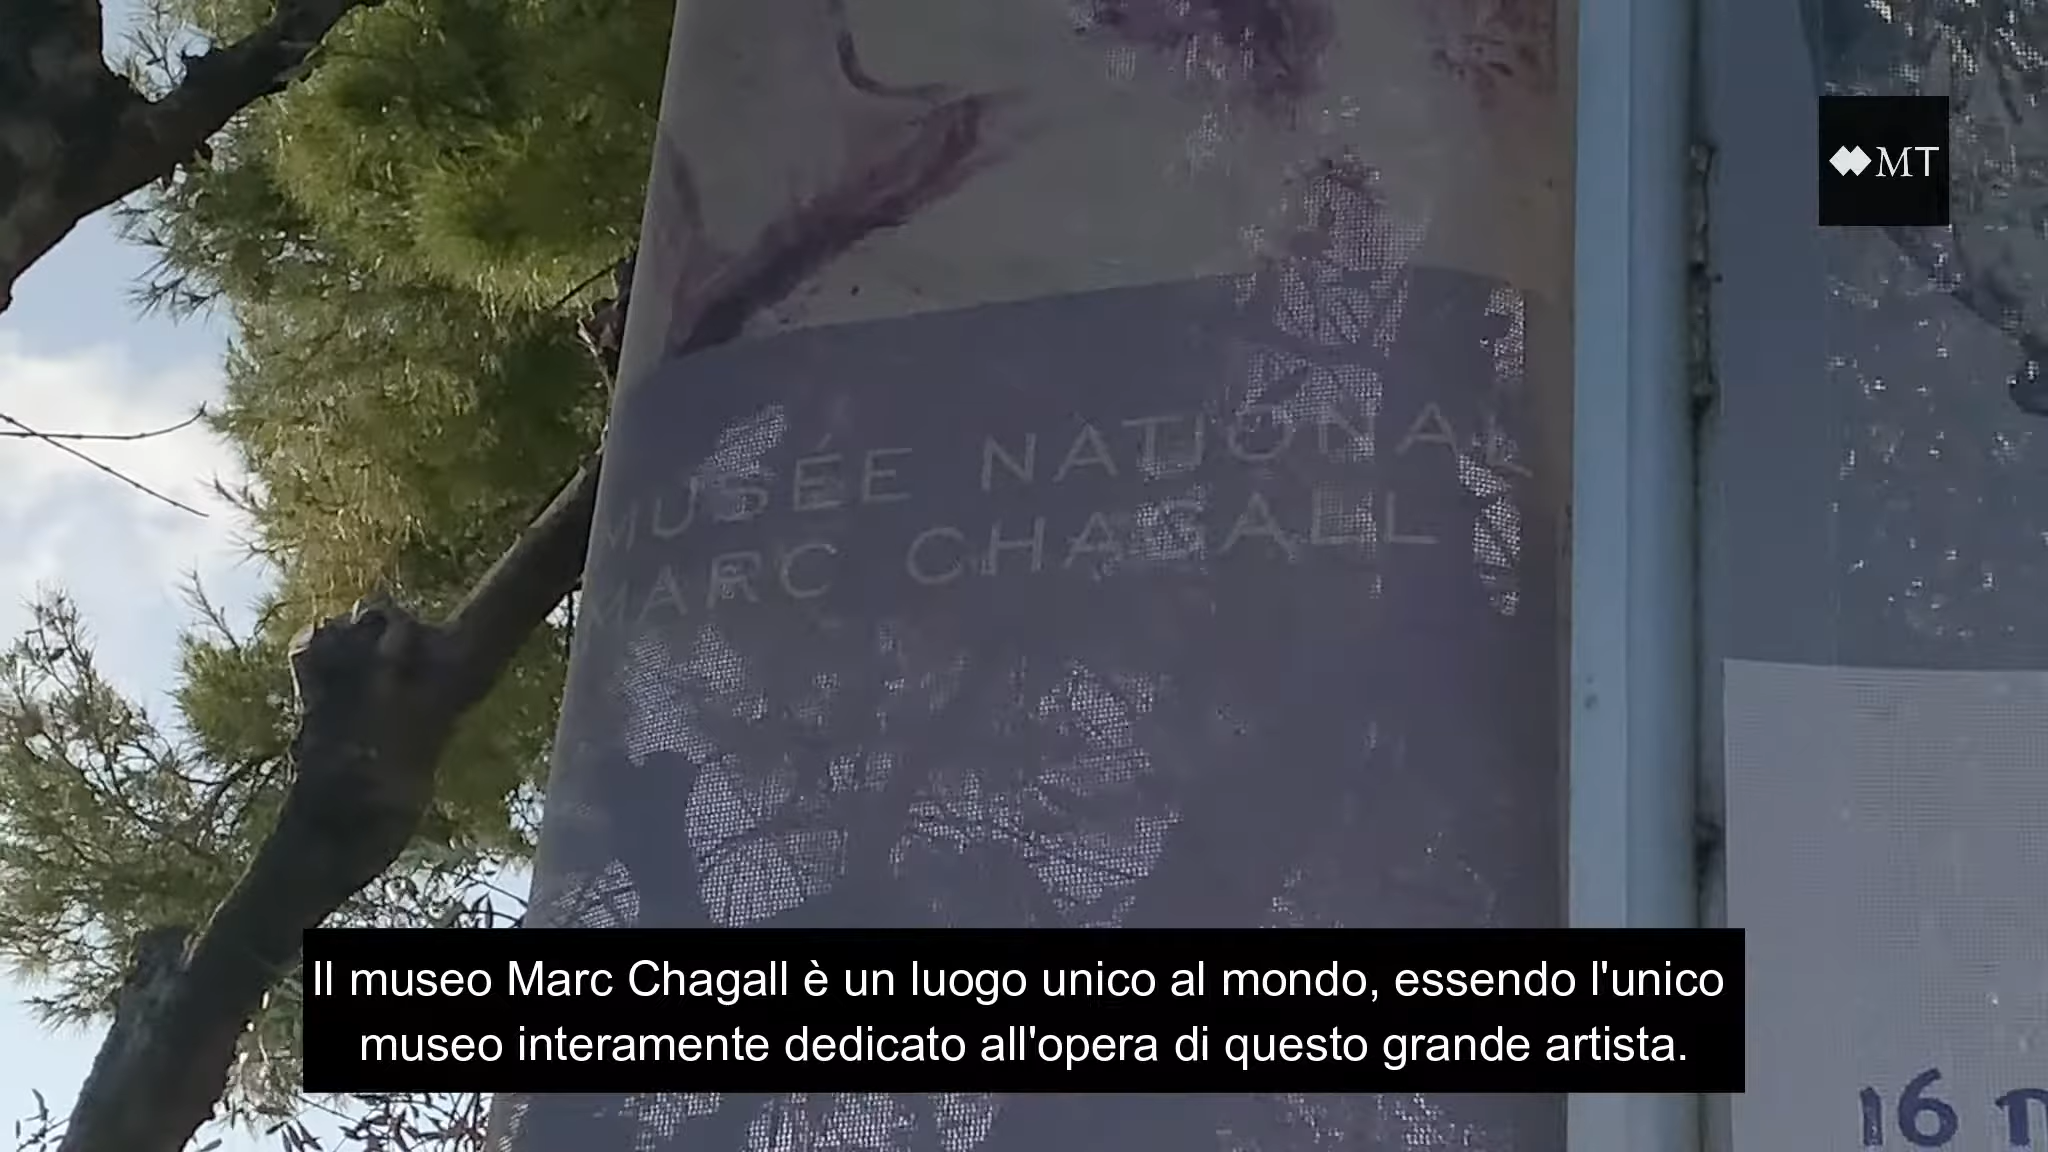 MT
MUSÉE NATIONAL
MARC CHAGALL
Il museo Marc Chagall è un luogo unico al mondo, essendo l'unico
museo interamente dedicato all'opera di questo grande artista.
16